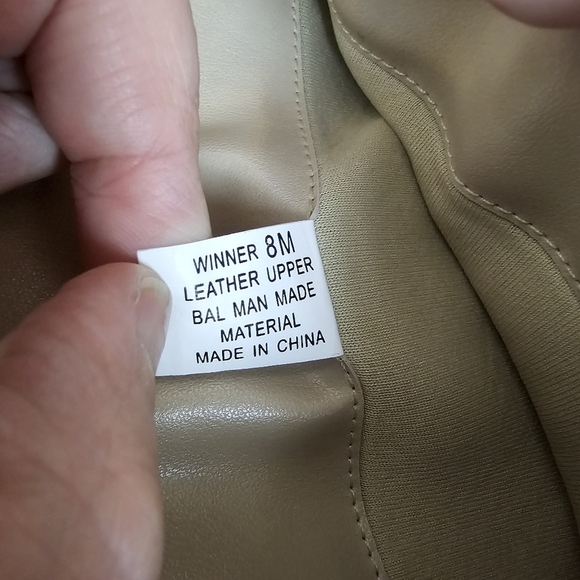 WINNER 8M
LEATHER UPPER
BAL MAN MADE
MATERIAL
MADE IN CHINA